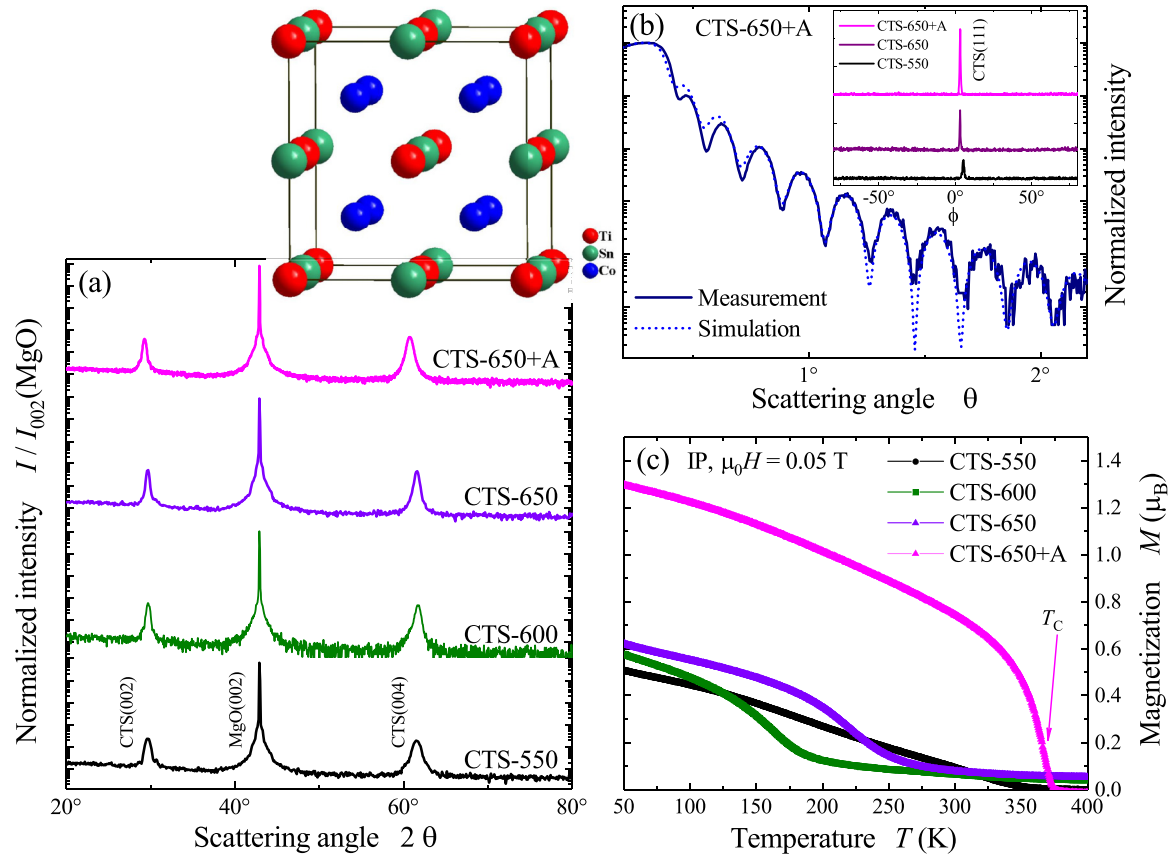 Ti
Sn
Co
(a)
CTS-650+A
CTS-650
CTS-600
CTS-550
CTS(002)
MgO(002)
CTS(004)
Normalized intensity I / I002(MgO)
20° 40° 60° 80°
Scattering angle 2 θ
(b) CTS-650+A
CTS-650+A
CTS-650
CTS-550
CTS(111)
-50° 0° 50°
ϕ
Measurement
Simulation
Normalized intensity
1° 2°
Scattering angle θ
(c) IP, μ0H = 0.05 T
CTS-550
CTS-600
CTS-650
CTS-650+A
TC
1.4
1.2
1.0
0.8
0.6
0.4
0.2
0.0
Magnetization M (μB)
50 100 150 200 250 300 350 400
Temperature T (K)